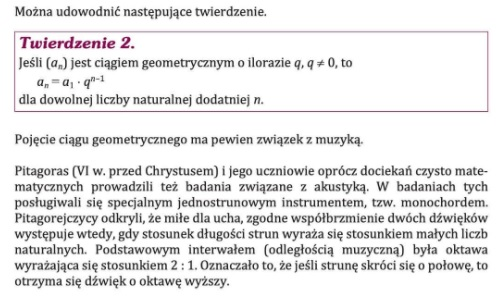 Można udowodnić następujące twierdzenie.
Twierdzenie 2.
Jeśli (aₙ) jest ciągiem geometrycznym o ilorazie q, q ≠ 0, to
aₙ = a₁ · qⁿ⁻¹
dla dowolnej liczby naturalnej dodatniej n.
Pojęcie ciągu geometrycznego ma pewien związek z muzyką.
Pitagoras (VI w. przed Chrystusem) i jego uczniowie oprócz dociekań czysto mate-
matycznych prowadzili też badania związane z akustyką. W badaniach tych
posługiwali się specjalnym jednostrunowym instrumentem, tzw. monochordem.
Pitagorejczycy odkryli, że miłe dla ucha, zgodne współbrzmienie dwóch dźwięków
występuje wtedy, gdy stosunek długości strun wyraża się stosunkiem małych liczb
naturalnych. Podstawowym interwałem (odległością muzyczną) była oktawa
wyrażająca się stosunkiem 2 : 1. Oznaczało to, że jeśli strunę skróci się o połowę, to
otrzyma się dźwięk o oktawę wyższy.